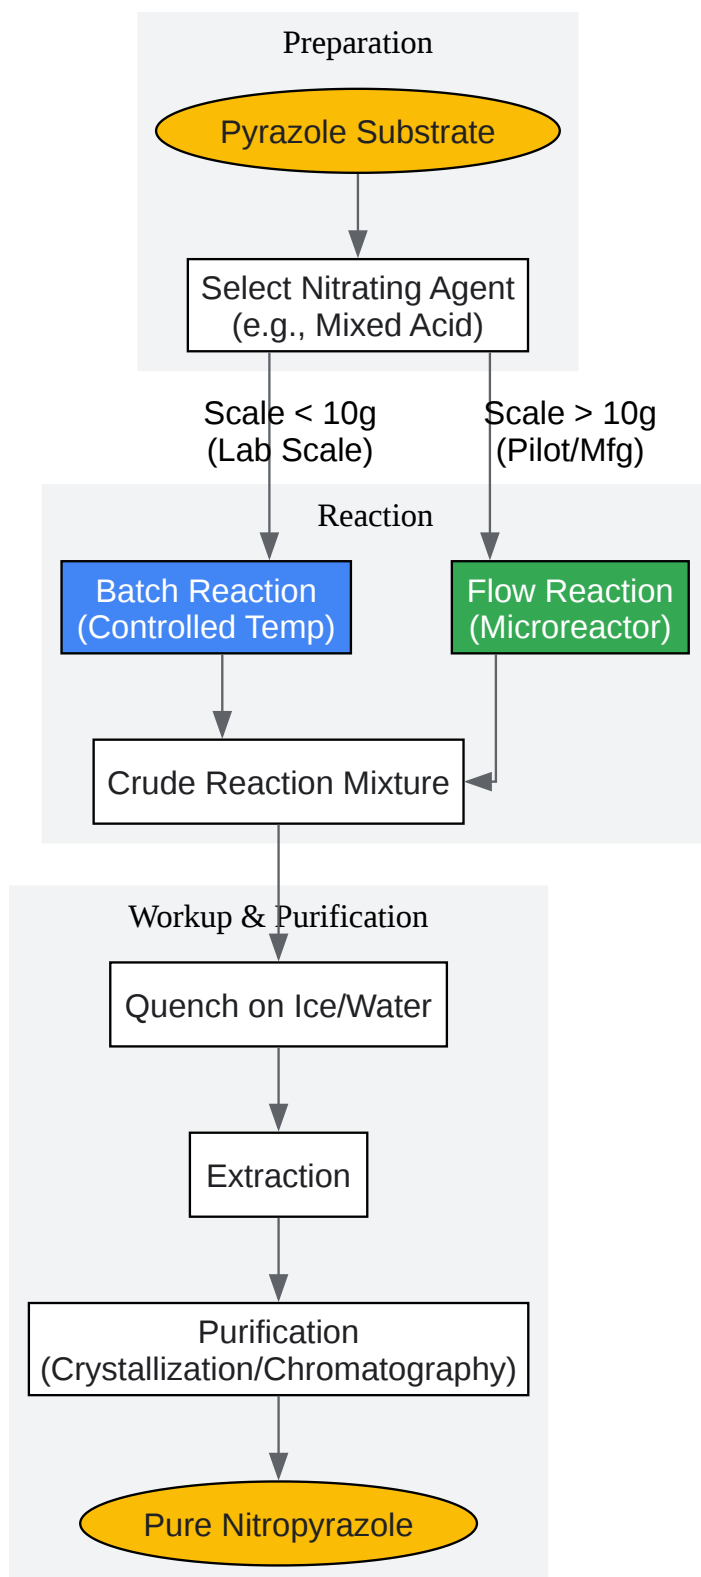 Preparation
Pyrazole Substrate
Select Nitrating Agent
(e.g., Mixed Acid)
Scale < 10g
(Lab Scale)
Scale > 10g
(Pilot/Mfg)
Reaction
Batch Reaction
(Controlled Temp)
Flow Reaction
(Microreactor)
Crude Reaction Mixture
Workup & Purification
Quench on Ice/Water
Extraction
Purification
(Crystallization/Chromatography)
Pure Nitropyrazole